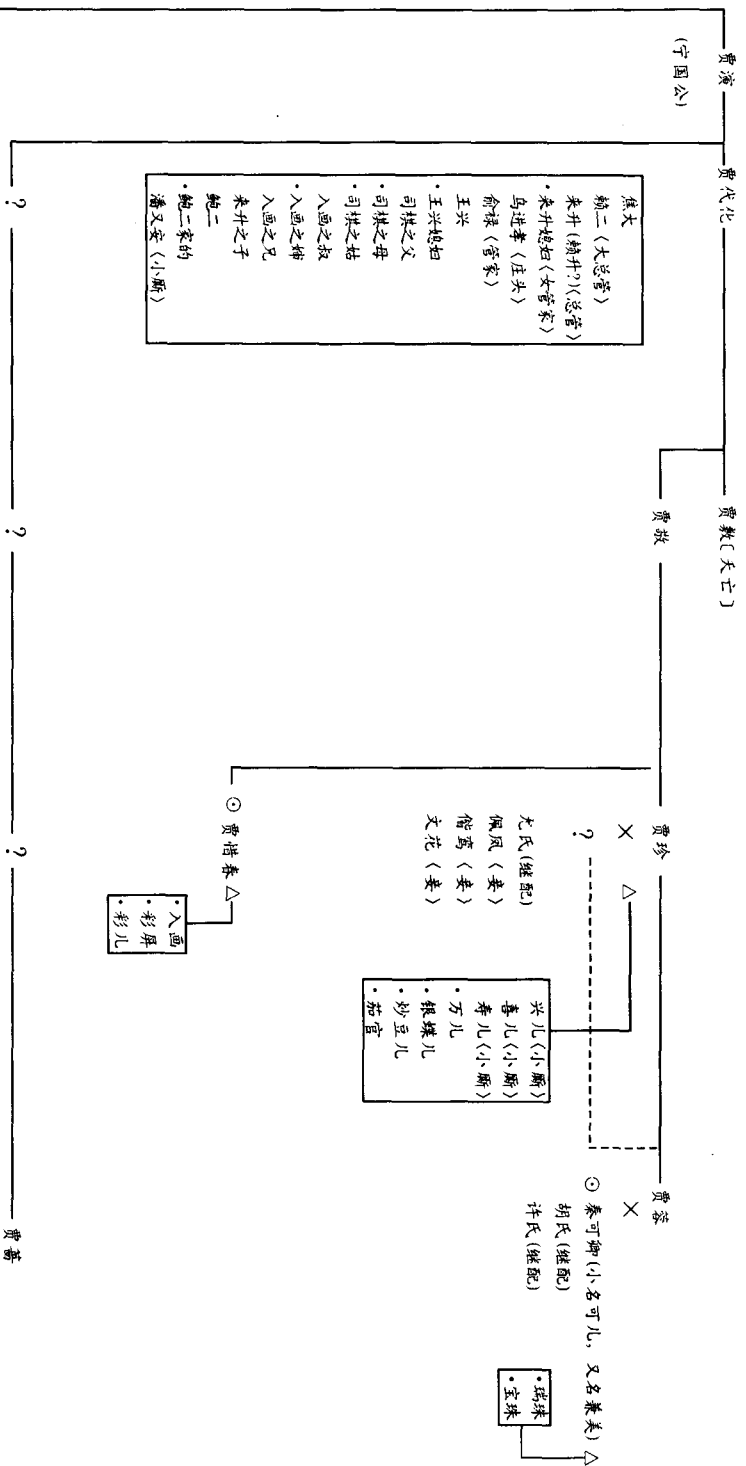 贾演
(宁国公)
贾代化
贾敷[夭亡]
贾敬
贾珍
×
?
尤氏(继配)
佩凤〈妾〉
偕鸾〈妾〉
文花〈妾〉
贾蓉
×
⊙秦可卿(小名可儿，又名兼美)△
胡氏(继配)
许氏(继配)
·瑞珠
·宝珠
△
兴儿〈小厮〉
喜儿〈小厮〉
寿儿〈小厮〉
·万儿
·银蝶儿
·炒豆儿
·茄官
⊙贾惜春△
·入画
·彩屏
·彩儿
焦大
赖二〈大总管〉
来升(赖升?)〈总管〉
·来升媳妇〈女管家〉
乌进孝〈庄头〉
俞禄〈管家〉
王兴
·王兴媳妇
司棋之父
·司棋之母
·司棋之姑
入画之叔
·入画之婶
入画之兄
来升之子
鲍二
·鲍二家的
潘又安〈小厮〉
?
?
?
贾蔷